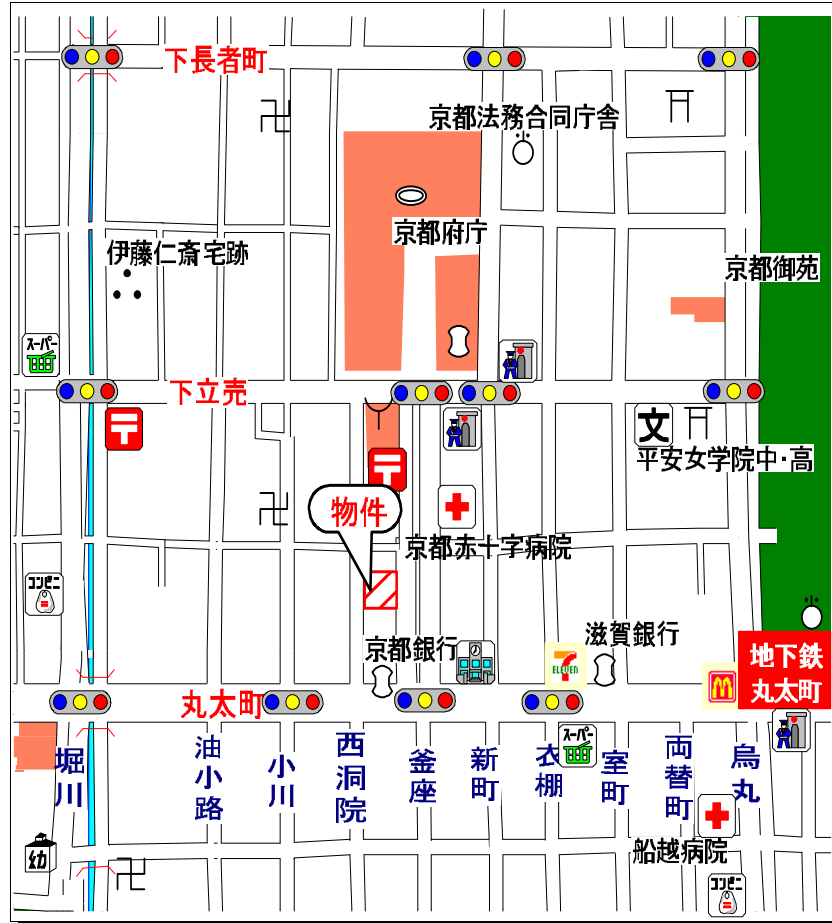 下長者町
京都法務合同庁舎
京都府庁
伊藤仁斎宅跡
京都御苑
スーパー
下立売
文
平安女学院中・高
物件
京都赤十字病院
コンビニ
京都銀行
7
ELEVEN
滋賀銀行
地下鉄
丸太町
丸太町
堀川
油小路
小川
西洞院
釜座
新町
衣棚
スーパー
室町
両替町
烏丸
幼
船越病院
コンビニ